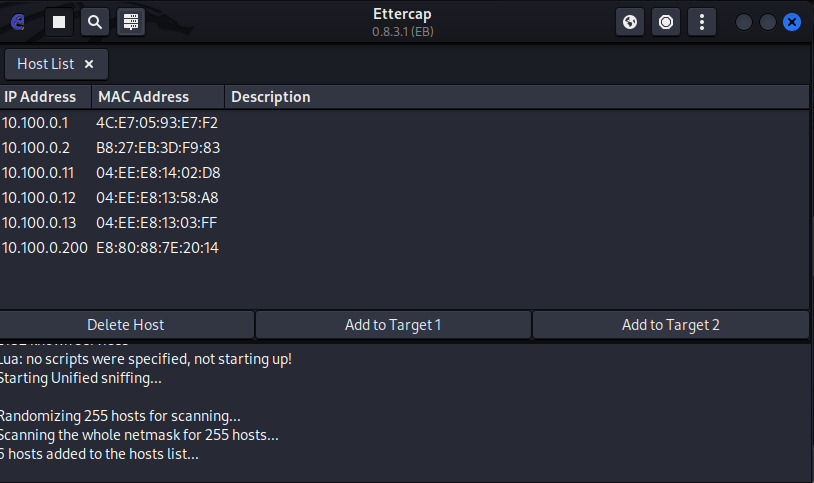 Ettercap
0.8.3.1 (EB)
Host List ×
IP Address MAC Address Description
10.100.0.1 4C:E7:05:93:E7:F2
10.100.0.2 B8:27:EB:3D:F9:83
10.100.0.11 04:EE:E8:14:02:D8
10.100.0.12 04:EE:E8:13:58:A8
10.100.0.13 04:EE:E8:13:03:FF
10.100.0.200 E8:80:88:7E:20:14
Delete Host Add to Target 1 Add to Target 2
known services
Lua: no scripts were specified, not starting up!
Starting Unified sniffing...
Randomizing 255 hosts for scanning...
Scanning the whole netmask for 255 hosts...
hosts added to the hosts list...